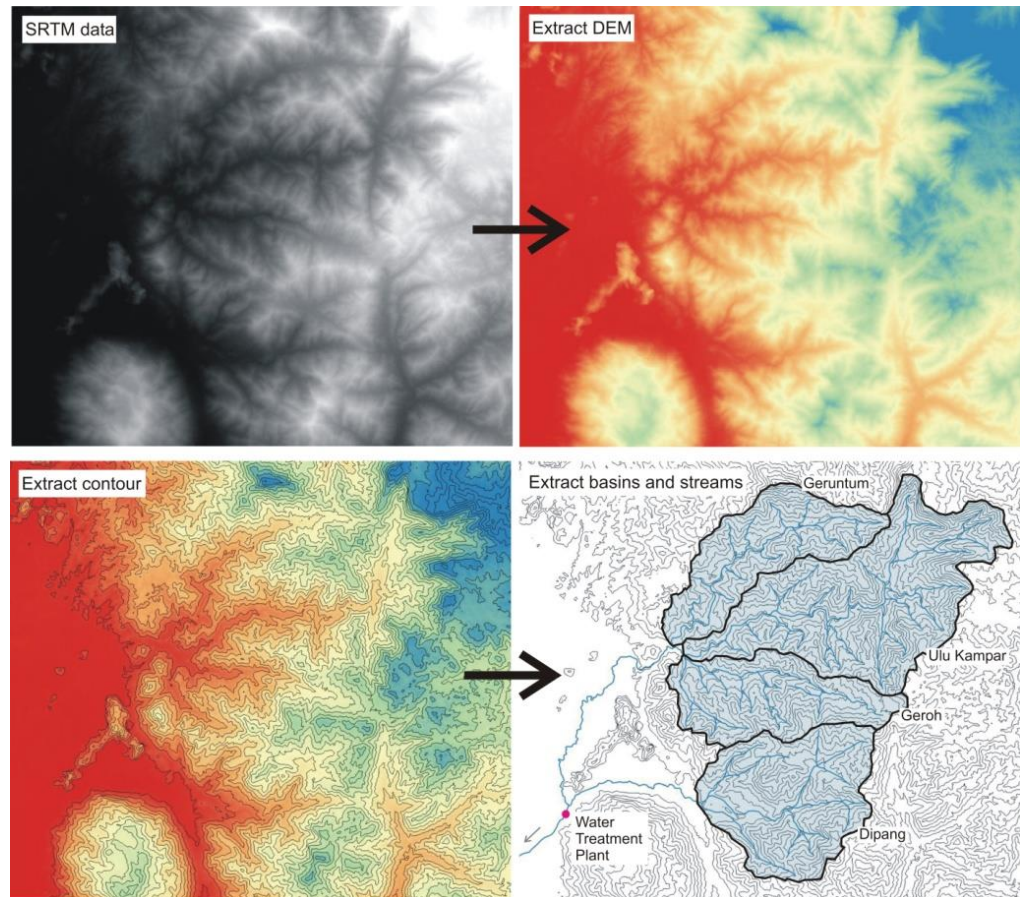 SRTM data
Extract DEM
Extract contour
Extract basins and streams
Geruntum
Ulu Kampar
Geroh
Water
Treatment
Plant
Dipang